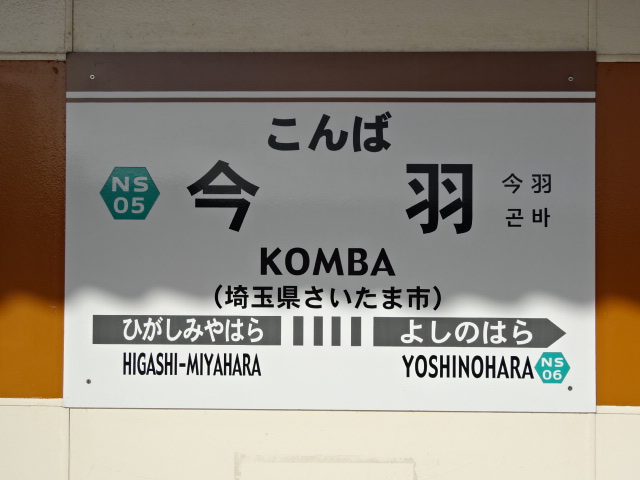 こんば
NS
05
今羽
今羽
곤바
KOMBA
（埼玉県さいたま市）
ひがしみやはら よしのはら
HIGASHI-MIYAHARA YOSHINOHARA
NS
06